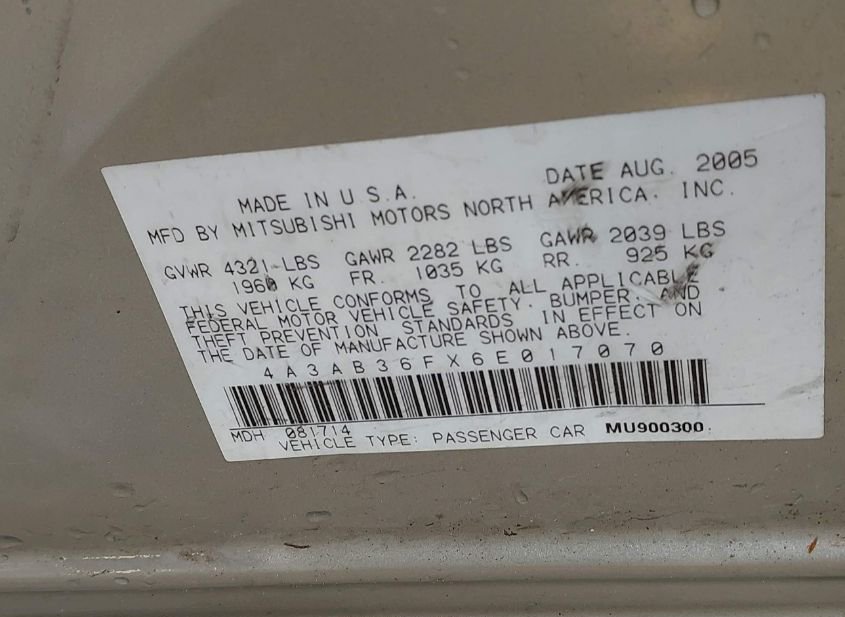 DATE AUG. 2005
MADE IN U S.A.
MFD BY MITSUBISHI MOTORS NORTH AMERICA. INC.
GVWR 4321 LBS GAWR 2282 LBS GAWR 2039 LBS
1960 KG FR. 1035 KG RR. 925 KG
THIS VEHICLE CONFORMS TO ALL APPLICABLE
FEDERAL MOTOR VEHICLE SAFETY. BUMPER. AND
THEFT PREVENTION STANDARDS IN EFFECT ON
THE DATE OF MANUFACTURE SHOWN ABOVE.
4A3AB36FX6E017070
MDH 081714
VEHICLE TYPE: PASSENGER CAR MU900300